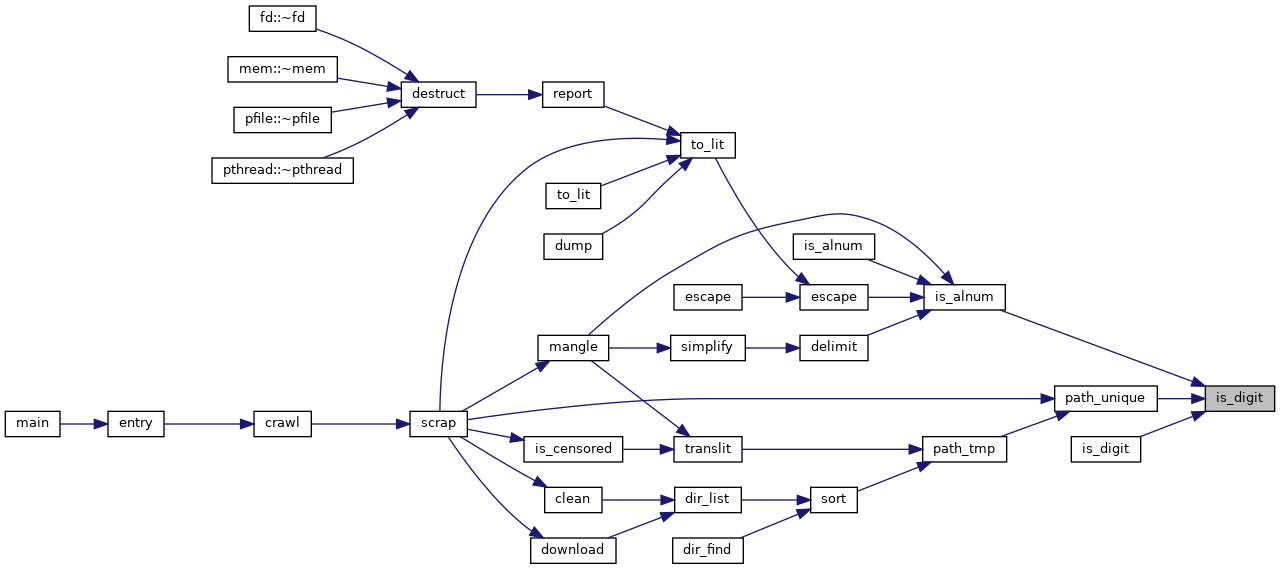 fd::~fd
mem::~mem
destruct
report
pfile::~pfile
to_lit
pthread::~pthread
to_lit
dump
is_alnum
escape
escape
is_alnum
mangle
simplify
delimit
path_unique
is_digit
main
entry
crawl
scrap
is_censored
translit
path_tmp
is_digit
clean
dir_list
sort
download
dir_find